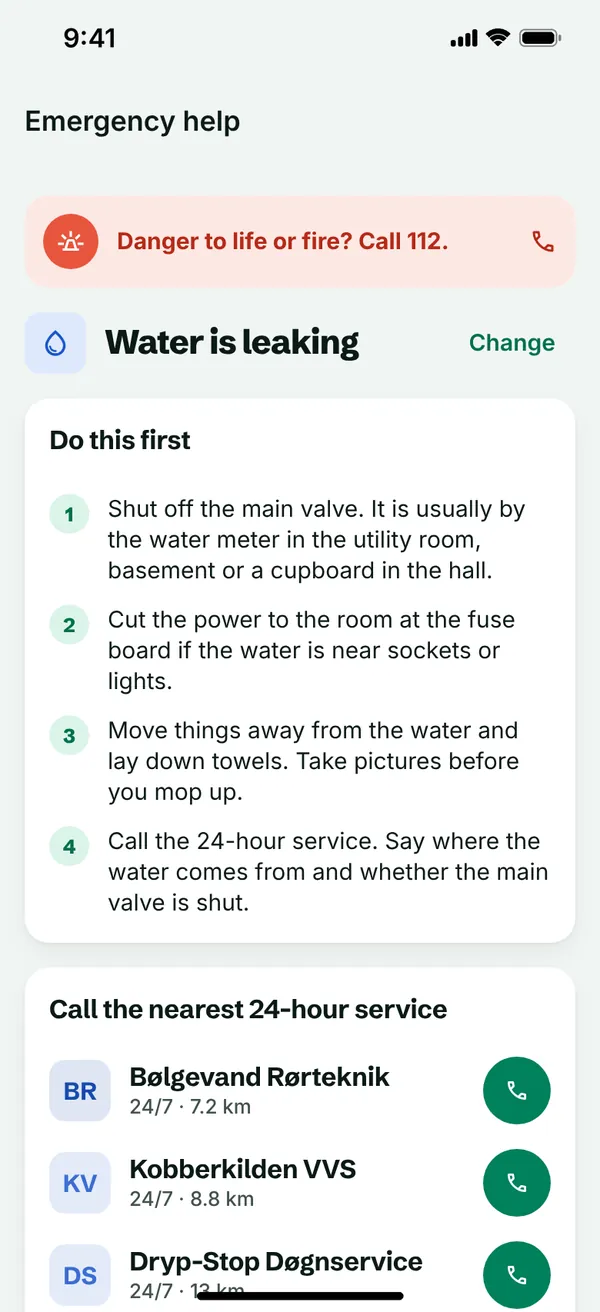 9:41
Emergency help
Danger to life or fire? Call 112.
Water is leaking
Change
Do this first
1
Shut off the main valve. It is usually by
the water meter in the utility room,
basement or a cupboard in the hall.
2
Cut the power to the room at the fuse
board if the water is near sockets or
lights.
3
Move things away from the water and
lay down towels. Take pictures before
you mop up.
4
Call the 24-hour service. Say where the
water comes from and whether the main
valve is shut.
Call the nearest 24-hour service
BR
Bølgevand Rørteknik
24/7 · 7.2 km
KV
Kobberkilden VVS
24/7 · 8.8 km
DS
Dryp-Stop Døgnservice
24/7 · 13 km